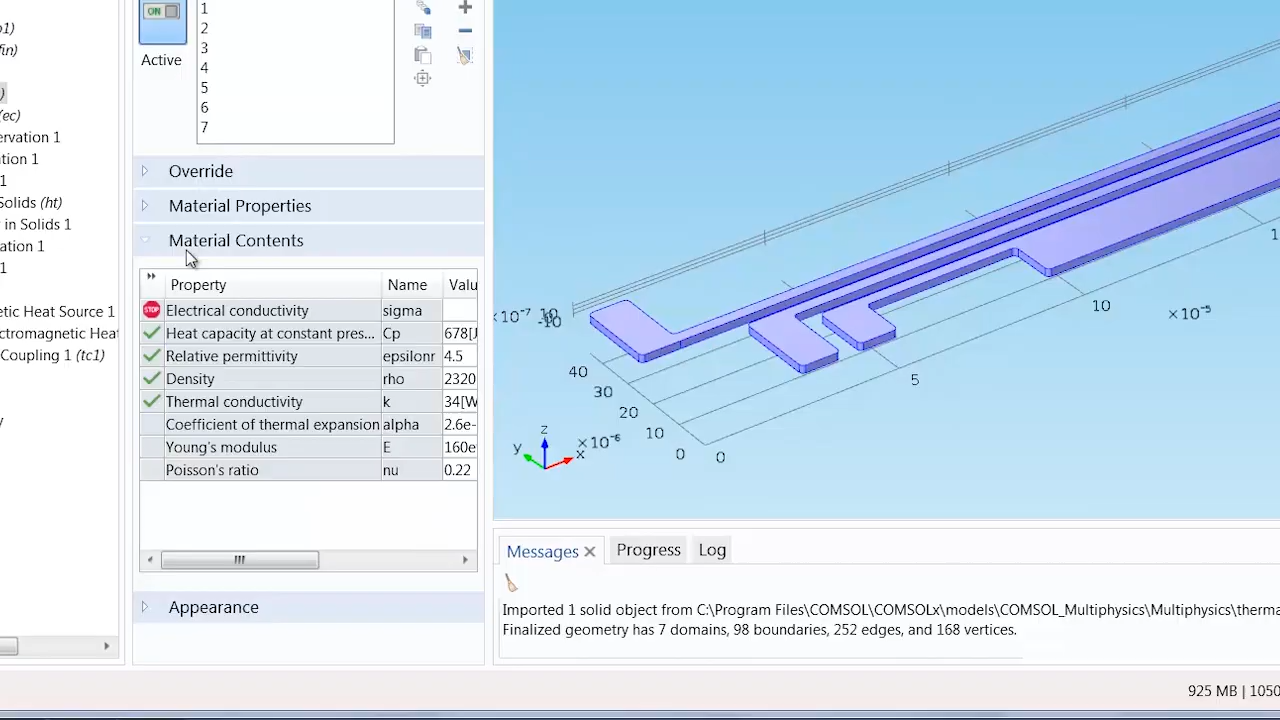 o1)
fin)
)
(ec)
ervation 1
ation 1
1
Solids (ht)
r in Solids 1
ation 1
1
etic Heat Source 1
ctromagnetic Heat
Coupling 1 (tc1)
y
ON
Active
1
2
3
4
5
6
7
Override
Material Properties
Material Contents
Property Name Valu
STOP Electrical conductivity sigma
Heat capacity at constant pres... Cp 678[J
Relative permittivity epsilonr 4.5
Density rho 2320
Thermal conductivity k 34[W
Coefficient of thermal expansion alpha 2.6e-
Young's modulus E 160e
Poisson's ratio nu 0.22
Appearance
×10⁻⁷
-10
40
30
20
10
0
×10⁻⁶
0
5
10
×10⁻⁵
1
z
y
x
Messages Progress Log
Imported 1 solid object from C:\Program Files\COMSOL\COMSOLx\models\COMSOL_Multiphysics\Multiphysics\therma
Finalized geometry has 7 domains, 98 boundaries, 252 edges, and 168 vertices.
925 MB | 1050